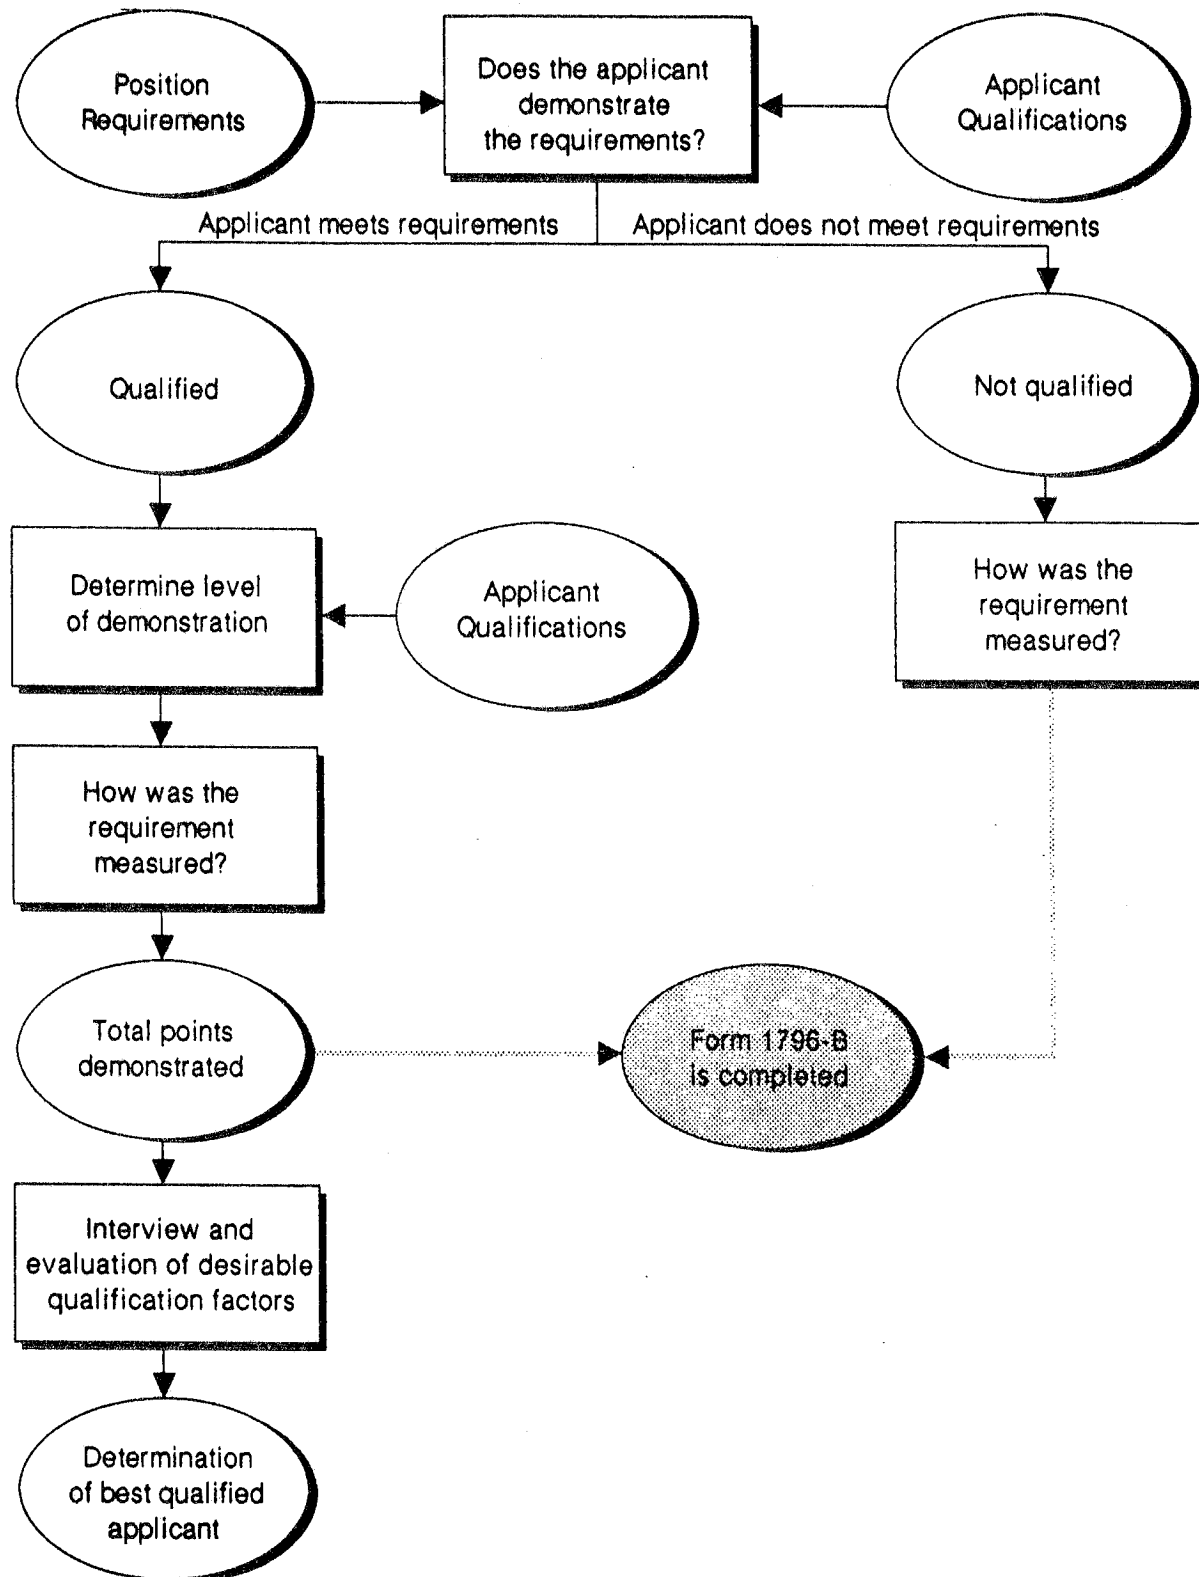 Position
Requirements
Does the applicant
demonstrate
the requirements?
Applicant
Qualifications
Applicant meets requirements
Applicant does not meet requirements
Qualified
Not qualified
Determine level
of demonstration
Applicant
Qualifications
How was the
requirement
measured?
How was the
requirement
measured?
Total points
demonstrated
Form 1796-B
is completed
Interview and
evaluation of desirable
qualification factors
Determination
of best qualified
applicant